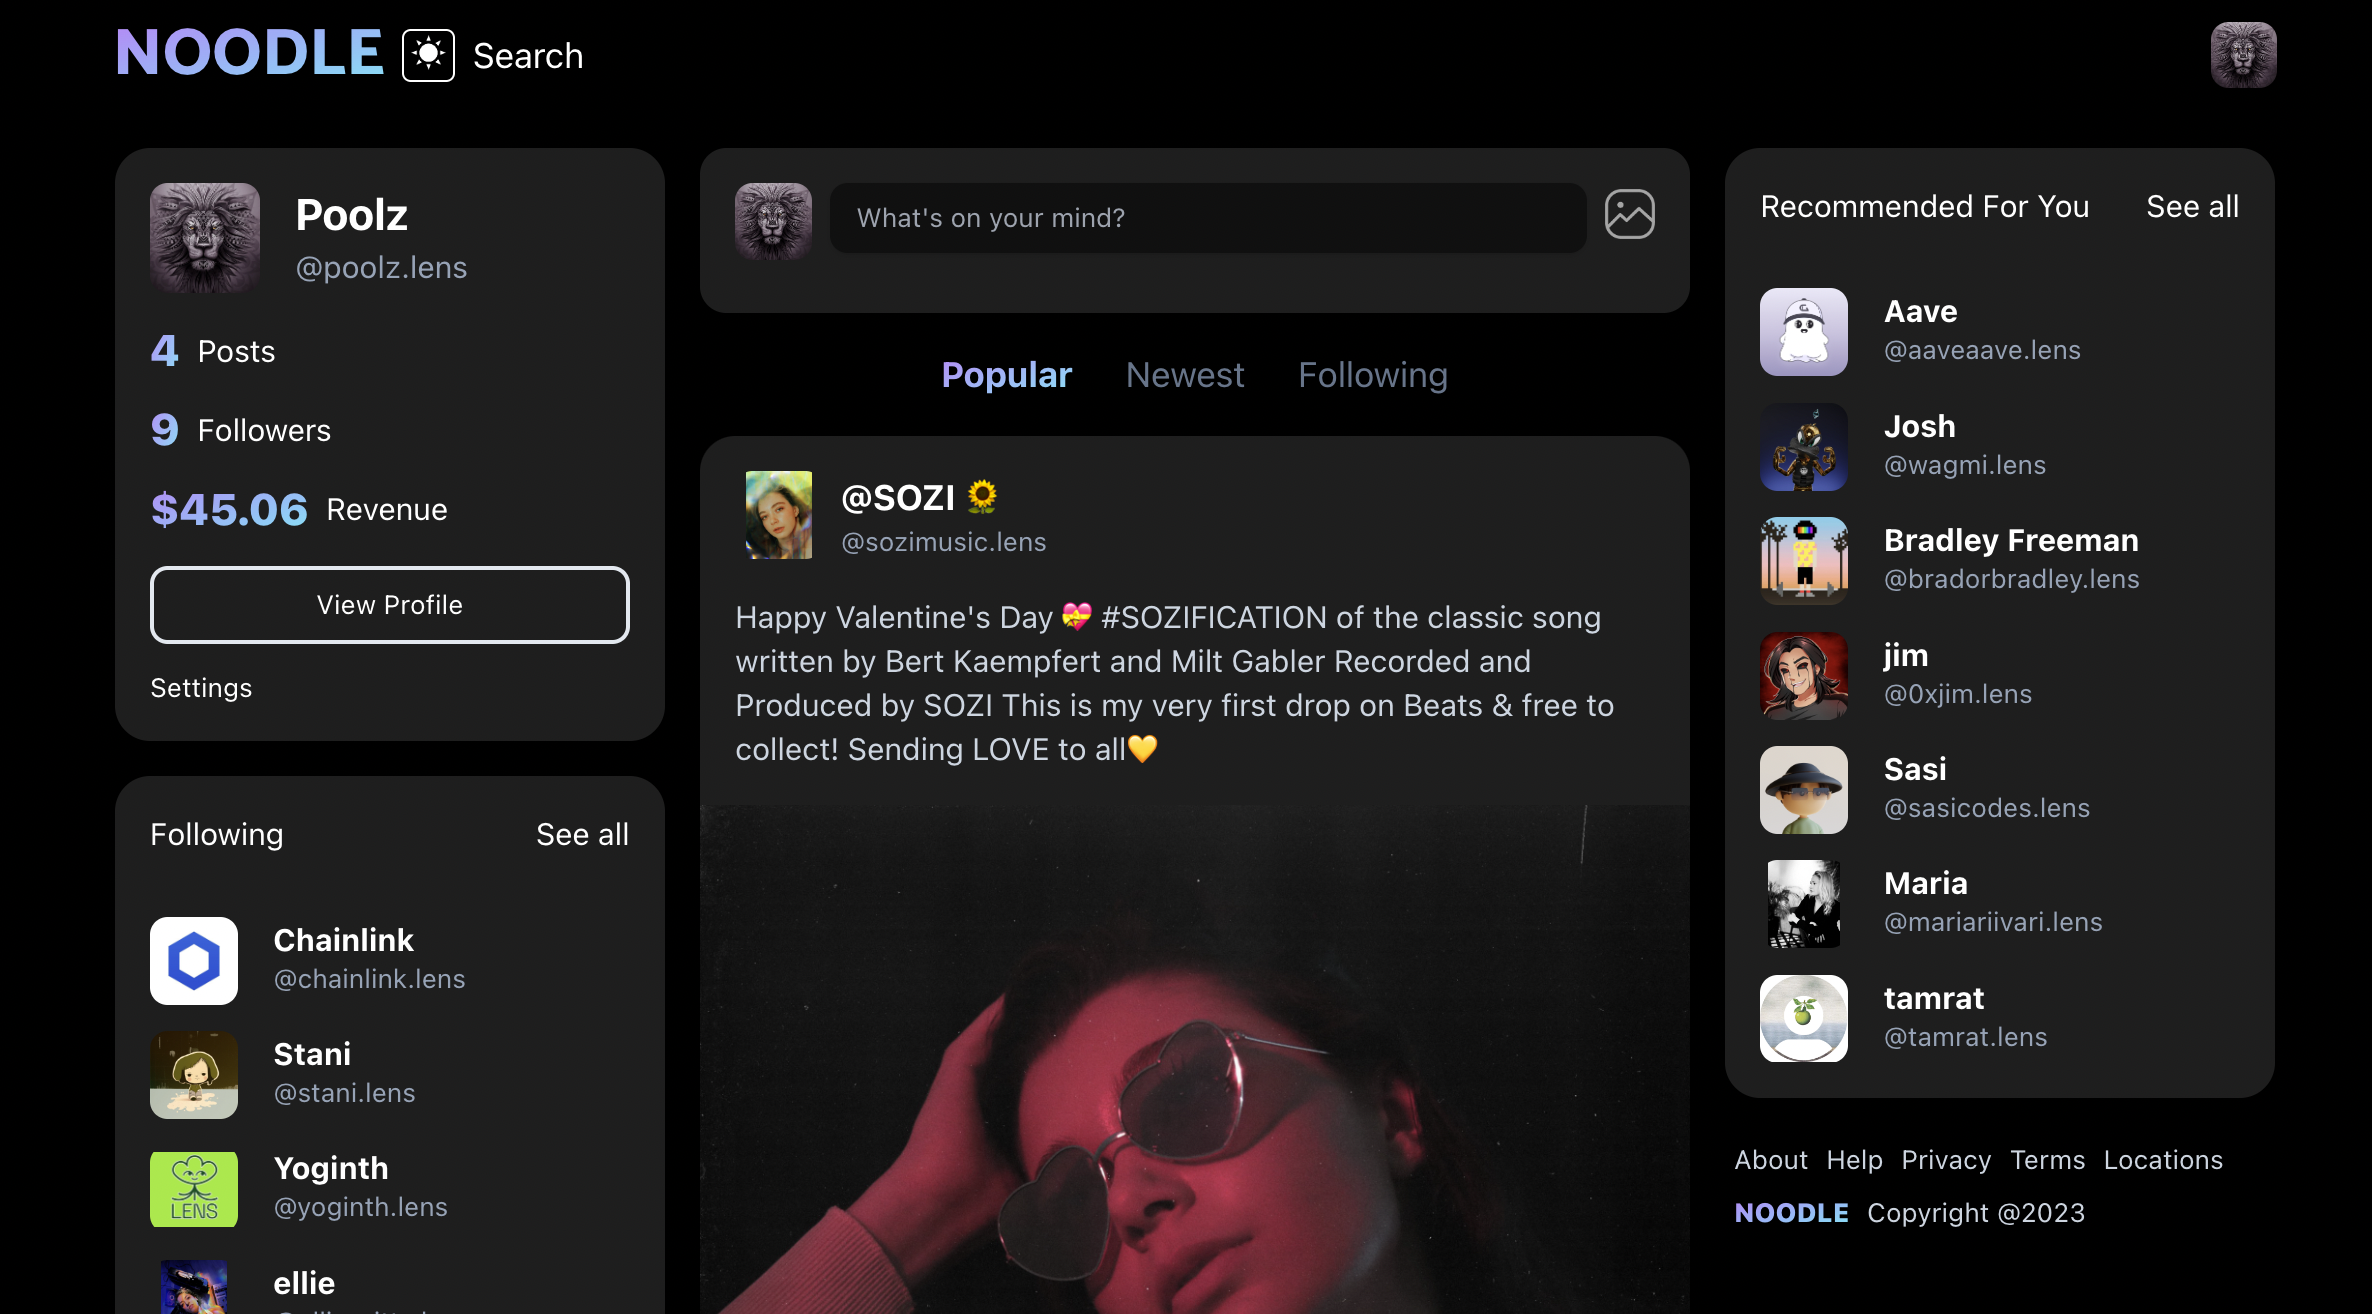 NOODLE Search
Poolz
@poolz.lens
4 Posts
9 Followers
$45.06 Revenue
View Profile
Settings
Following See all
Chainlink
@chainlink.lens
Stani
@stani.lens
Yoginth
@yoginth.lens
LENS
ellie
What's on your mind?
Popular Newest Following
@SOZI 🌻
@sozimusic.lens
Happy Valentine's Day 💝 #SOZIFICATION of the classic song
written by Bert Kaempfert and Milt Gabler Recorded and
Produced by SOZI This is my very first drop on Beats & free to
collect! Sending LOVE to all💛
Recommended For You See all
Aave
@aaveaave.lens
Josh
@wagmi.lens
Bradley Freeman
@bradorbradley.lens
jim
@0xjim.lens
Sasi
@sasicodes.lens
Maria
@mariariivari.lens
tamrat
@tamrat.lens
About Help Privacy Terms Locations
NOODLE Copyright @2023